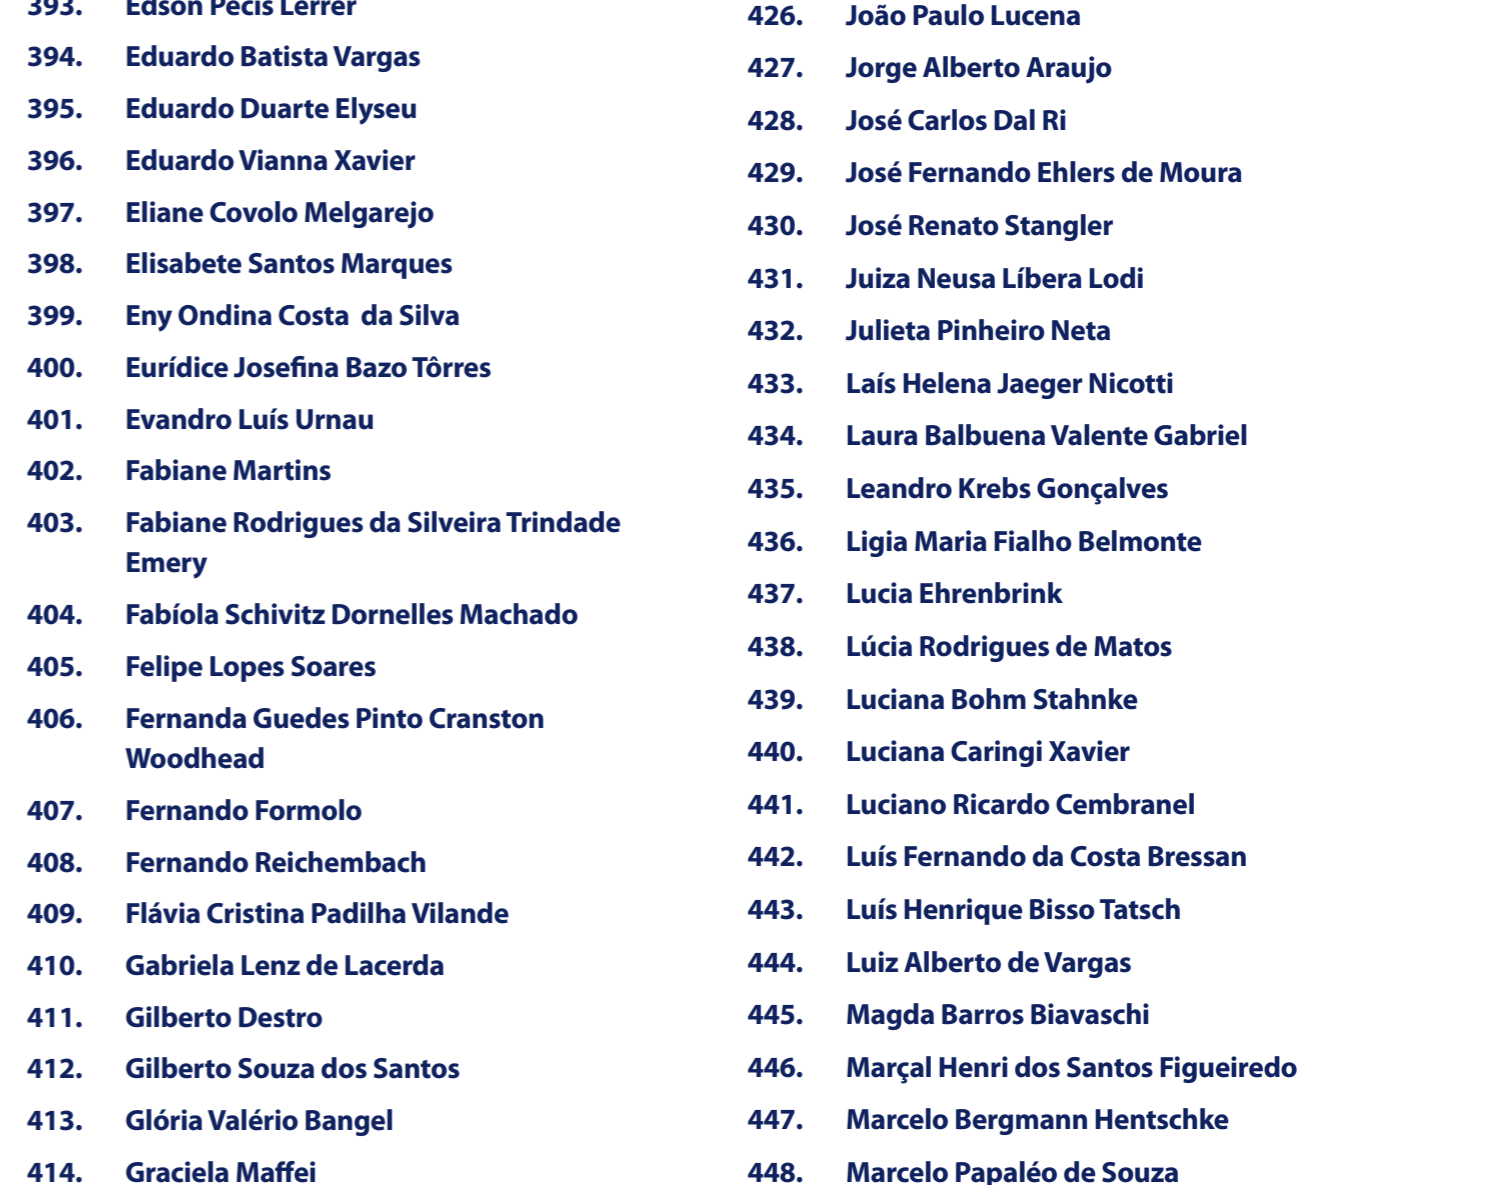 393. Edson Pecis Lerrer
394. Eduardo Batista Vargas
395. Eduardo Duarte Elyseu
396. Eduardo Vianna Xavier
397. Eliane Covolo Melgarejo
398. Elisabete Santos Marques
399. Eny Ondina Costa  da Silva
400. Eurídice Josefina Bazo Tôrres
401. Evandro Luís Urnau
402. Fabiane Martins
403. Fabiane Rodrigues da Silveira Trindade
Emery
404. Fabíola Schivitz Dornelles Machado
405. Felipe Lopes Soares
406. Fernanda Guedes Pinto Cranston
Woodhead
407. Fernando Formolo
408. Fernando Reichembach
409. Flávia Cristina Padilha Vilande
410. Gabriela Lenz de Lacerda
411. Gilberto Destro
412. Gilberto Souza dos Santos
413. Glória Valério Bangel
414. Graciela Maffei
426. João Paulo Lucena
427. Jorge Alberto Araujo
428. José Carlos Dal Ri
429. José Fernando Ehlers de Moura
430. José Renato Stangler
431. Juiza Neusa Líbera Lodi
432. Julieta Pinheiro Neta
433. Laís Helena Jaeger Nicotti
434. Laura Balbuena Valente Gabriel
435. Leandro Krebs Gonçalves
436. Ligia Maria Fialho Belmonte
437. Lucia Ehrenbrink
438. Lúcia Rodrigues de Matos
439. Luciana Bohm Stahnke
440. Luciana Caringi Xavier
441. Luciano Ricardo Cembranel
442. Luís Fernando da Costa Bressan
443. Luís Henrique Bisso Tatsch
444. Luiz Alberto de Vargas
445. Magda Barros Biavaschi
446. Marçal Henri dos Santos Figueiredo
447. Marcelo Bergmann Hentschke
448. Marcelo Papaléo de Souza